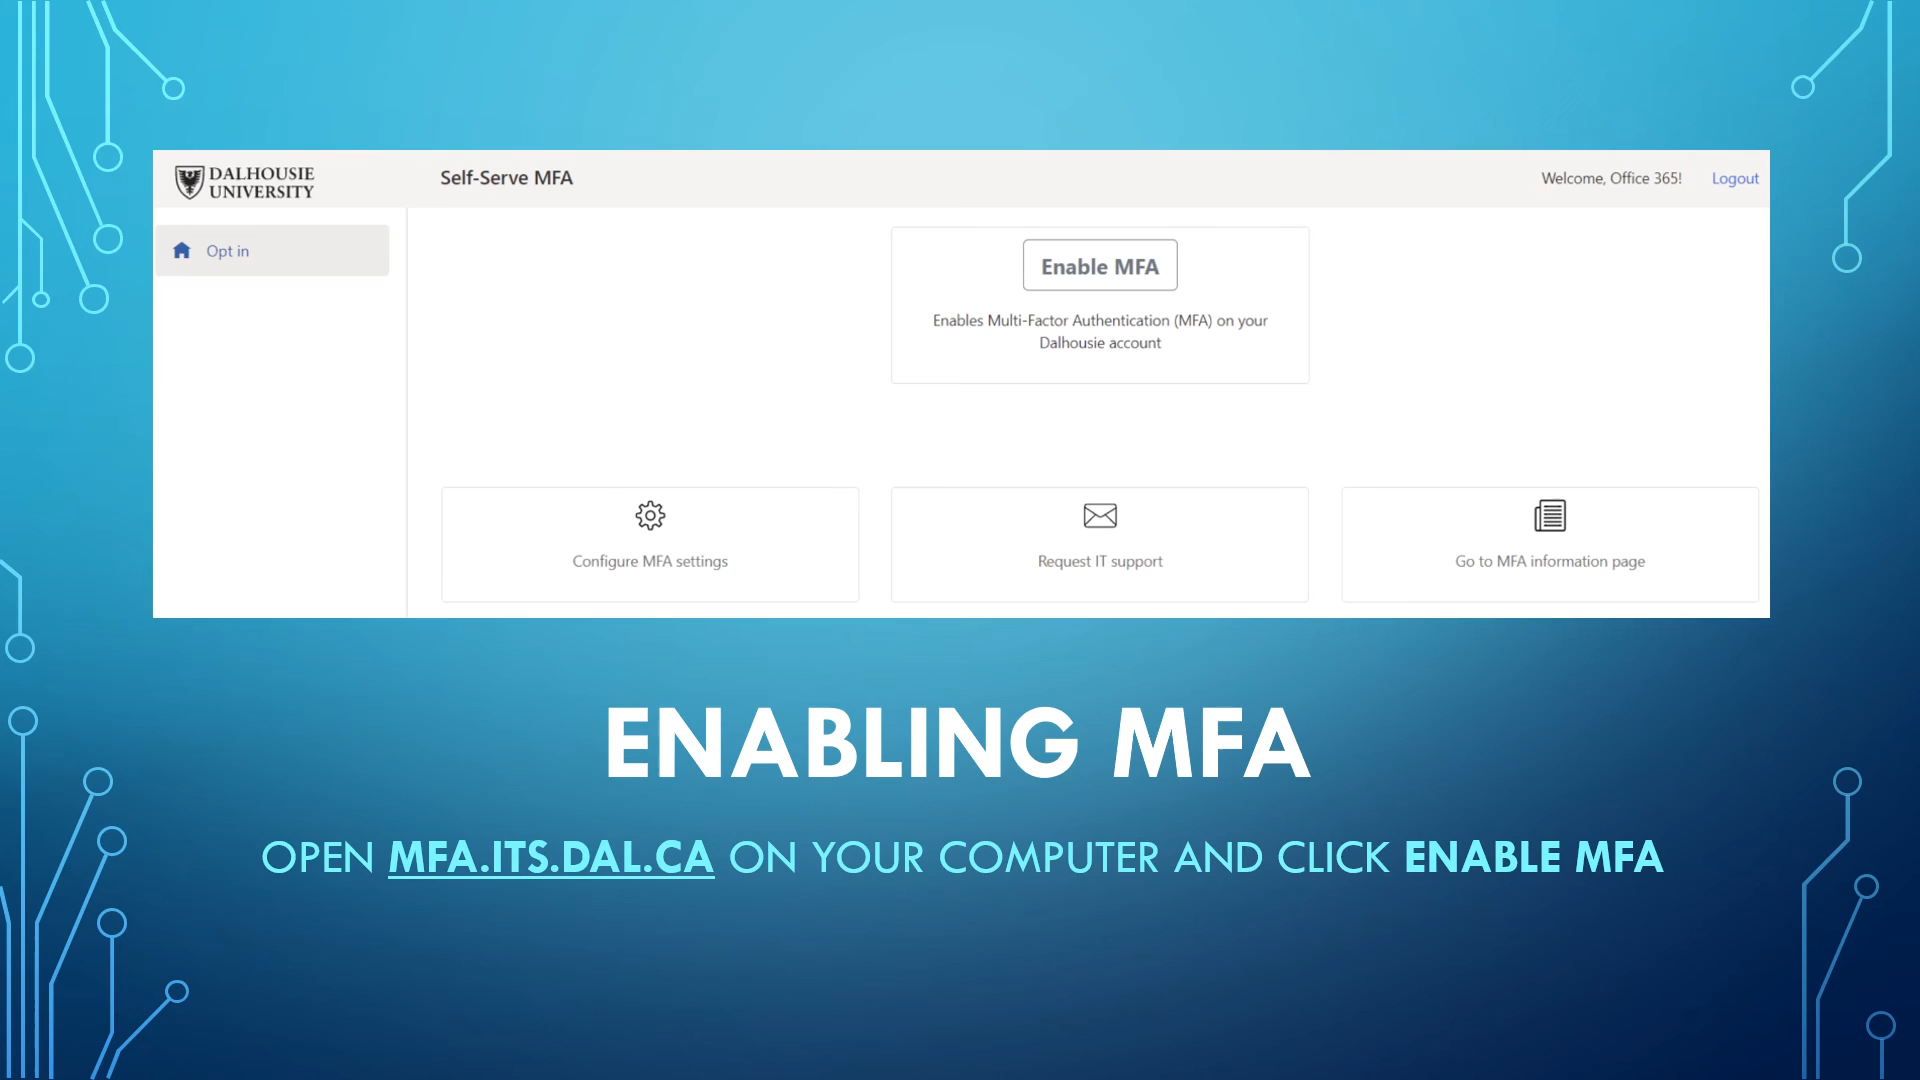 DALHOUSIE
UNIVERSITY
Self-Serve MFA
Welcome, Office 365!
Logout
Opt in
Enable MFA
Enables Multi-Factor Authentication (MFA) on your
Dalhousie account
Configure MFA settings
Request IT support
Go to MFA information page
ENABLING MFA
OPEN MFA.ITS.DAL.CA ON YOUR COMPUTER AND CLICK ENABLE MFA